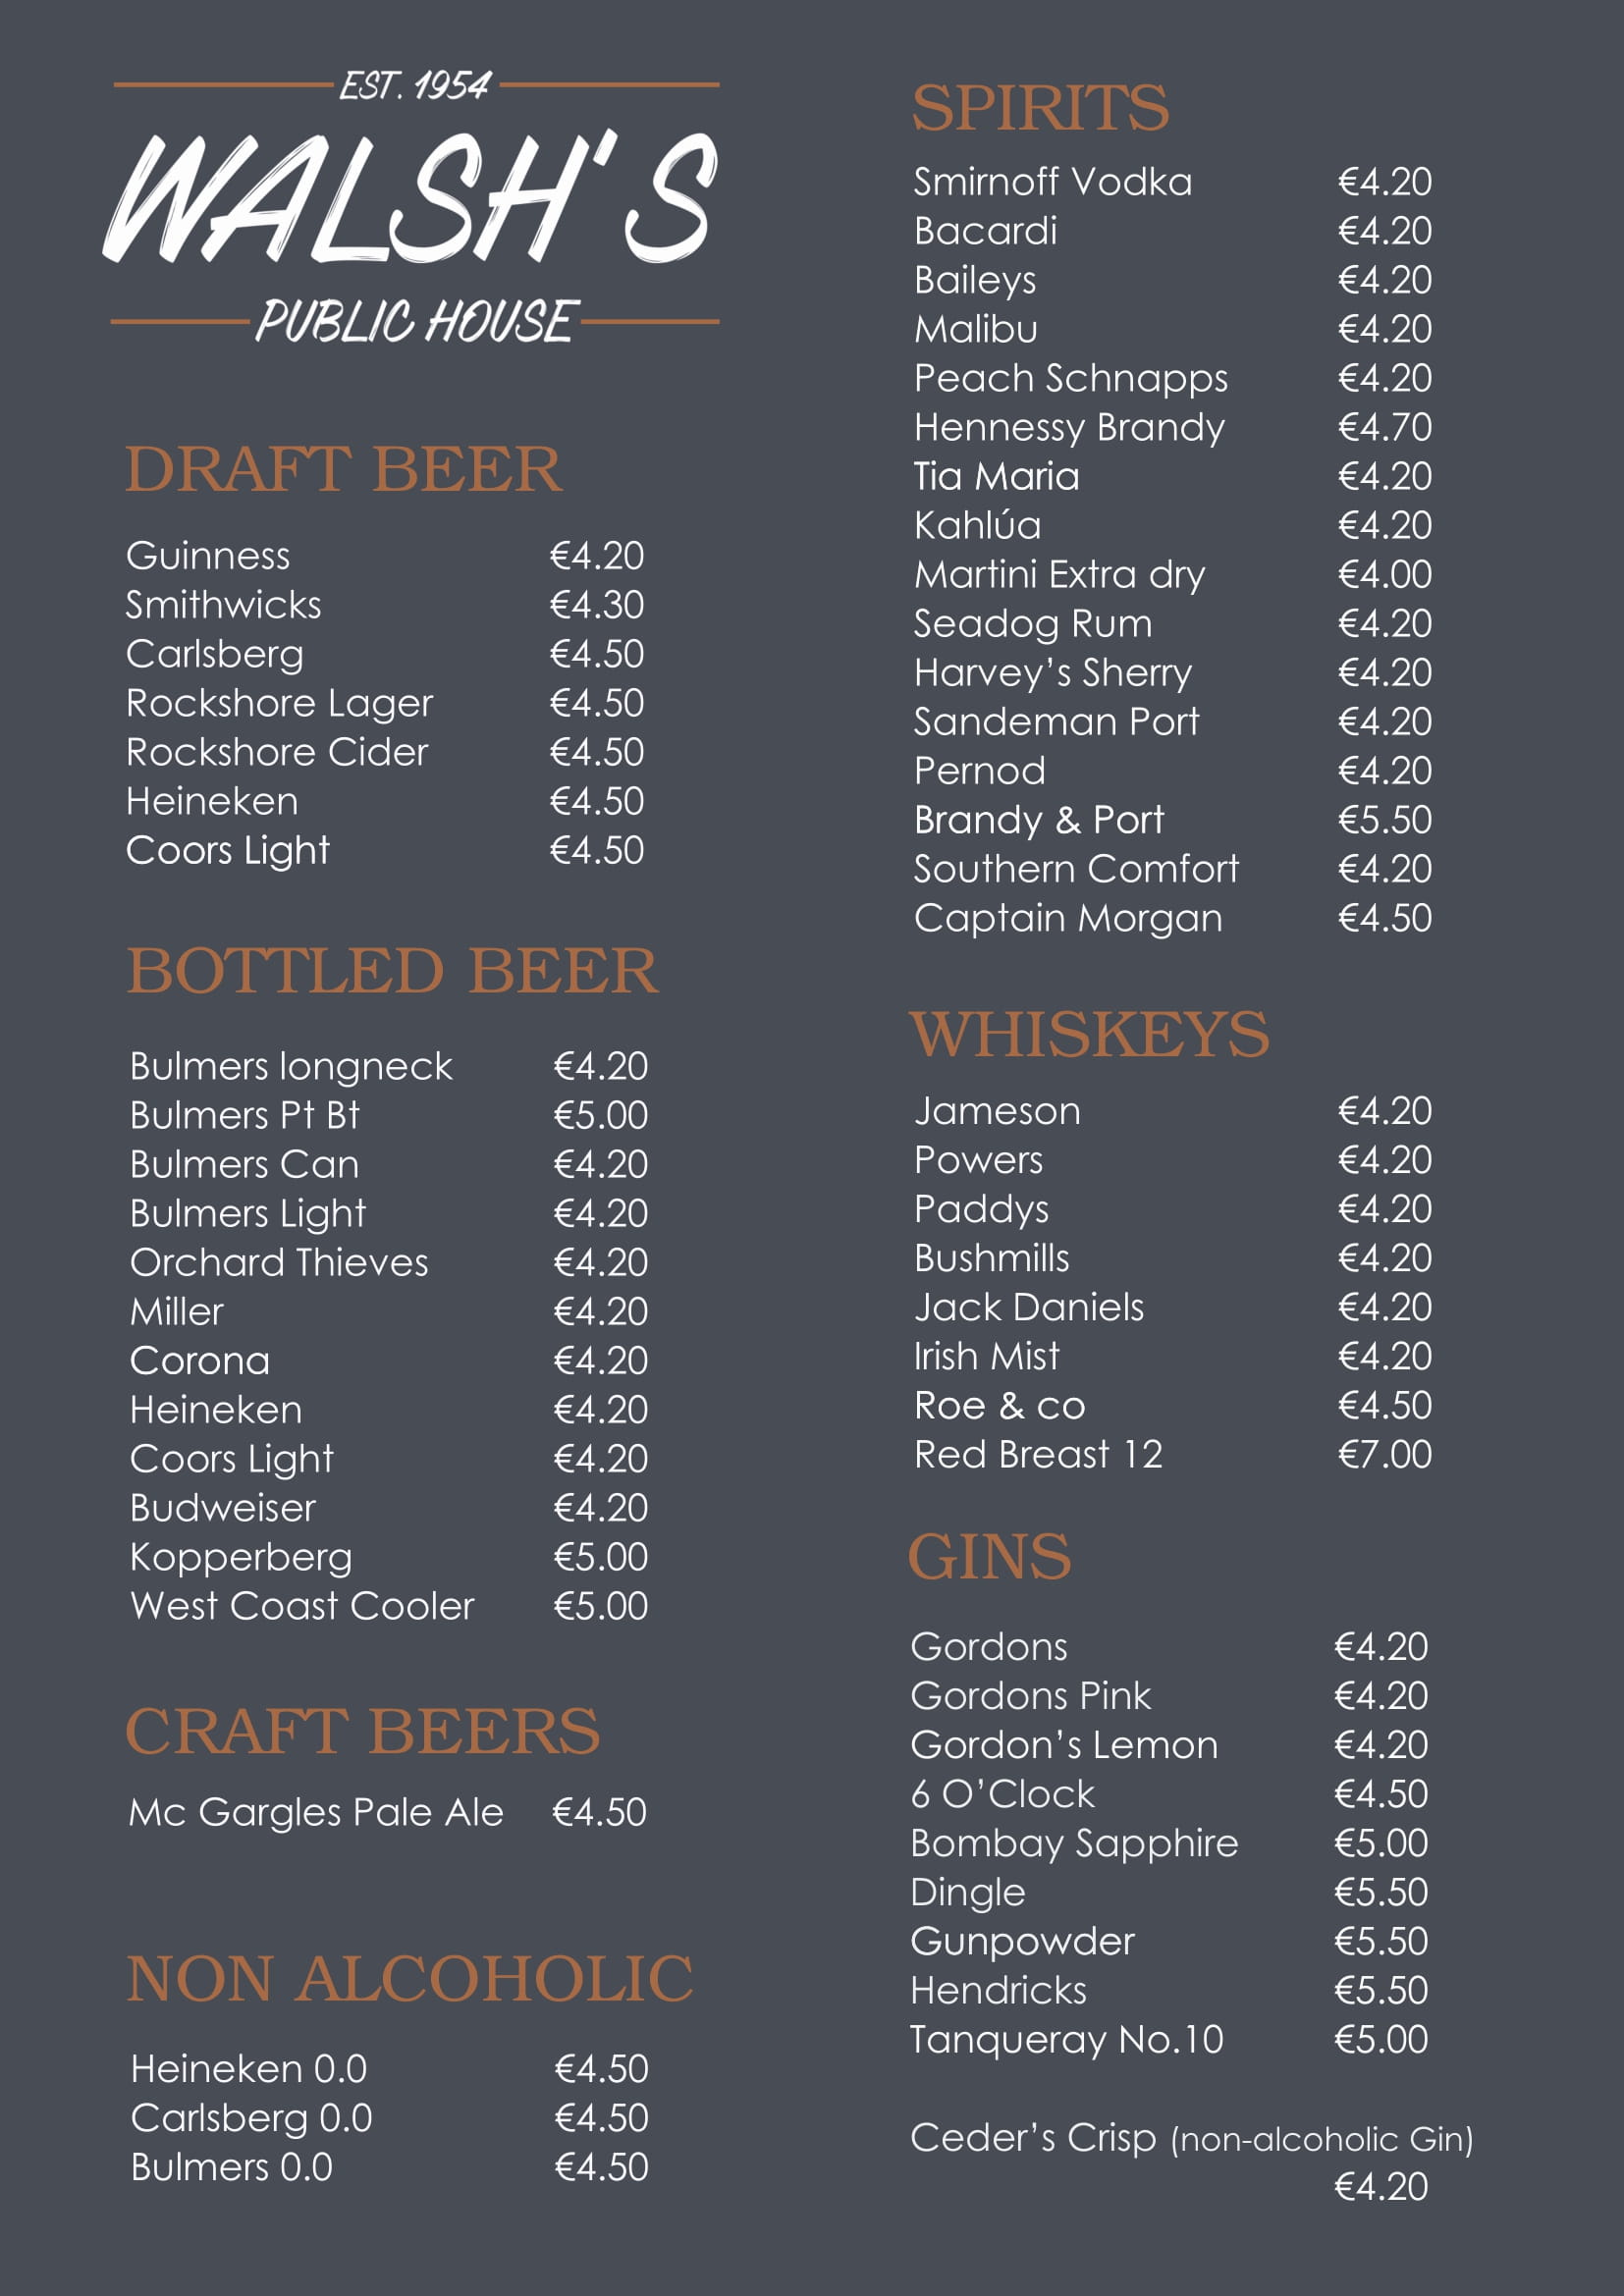 EST. 1954
WALSH'S
PUBLIC HOUSE
DRAFT BEER
Guinness €4.20
Smithwicks €4.30
Carlsberg €4.50
Rockshore Lager €4.50
Rockshore Cider €4.50
Heineken €4.50
Coors Light €4.50
BOTTLED BEER
Bulmers longneck €4.20
Bulmers Pt Bt €5.00
Bulmers Can €4.20
Bulmers Light €4.20
Orchard Thieves €4.20
Miller €4.20
Corona €4.20
Heineken €4.20
Coors Light €4.20
Budweiser €4.20
Kopperberg €5.00
West Coast Cooler €5.00
CRAFT BEERS
Mc Gargles Pale Ale €4.50
NON ALCOHOLIC
Heineken 0.0 €4.50
Carlsberg 0.0 €4.50
Bulmers 0.0 €4.50
SPIRITS
Smirnoff Vodka €4.20
Bacardi €4.20
Baileys €4.20
Malibu €4.20
Peach Schnapps €4.20
Hennessy Brandy €4.70
Tia Maria €4.20
Kahlúa €4.20
Martini Extra dry €4.00
Seadog Rum €4.20
Harvey’s Sherry €4.20
Sandeman Port €4.20
Pernod €4.20
Brandy & Port €5.50
Southern Comfort €4.20
Captain Morgan €4.50
WHISKEYS
Jameson €4.20
Powers €4.20
Paddys €4.20
Bushmills €4.20
Jack Daniels €4.20
Irish Mist €4.20
Roe & co €4.50
Red Breast 12 €7.00
GINS
Gordons €4.20
Gordons Pink €4.20
Gordon’s Lemon €4.20
6 O’Clock €4.50
Bombay Sapphire €5.00
Dingle €5.50
Gunpowder €5.50
Hendricks €5.50
Tanqueray No.10 €5.00
Ceder’s Crisp (non-alcoholic Gin)
€4.20